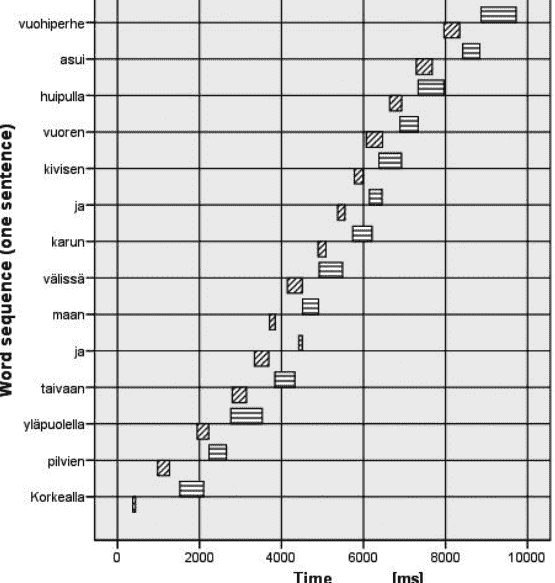 vuohiperhe
asui
huipulla
vuoren
kivisen
ja
karun
välissä
maan
ja
taivaan
yläpuolella
pilvien
Korkealla
Word sequence (one sentence)
0 2000 4000 6000 8000 10000
Time [ms]